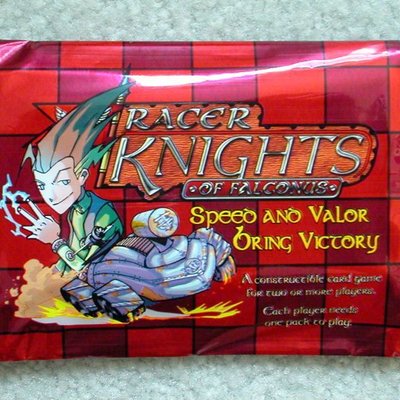 RACER
KNIGHTS
OF FALCONUS
SPEED AND VALOR
BRING VICTORY
A constructible card game
for two or more players.
Each player needs
one pack to play.